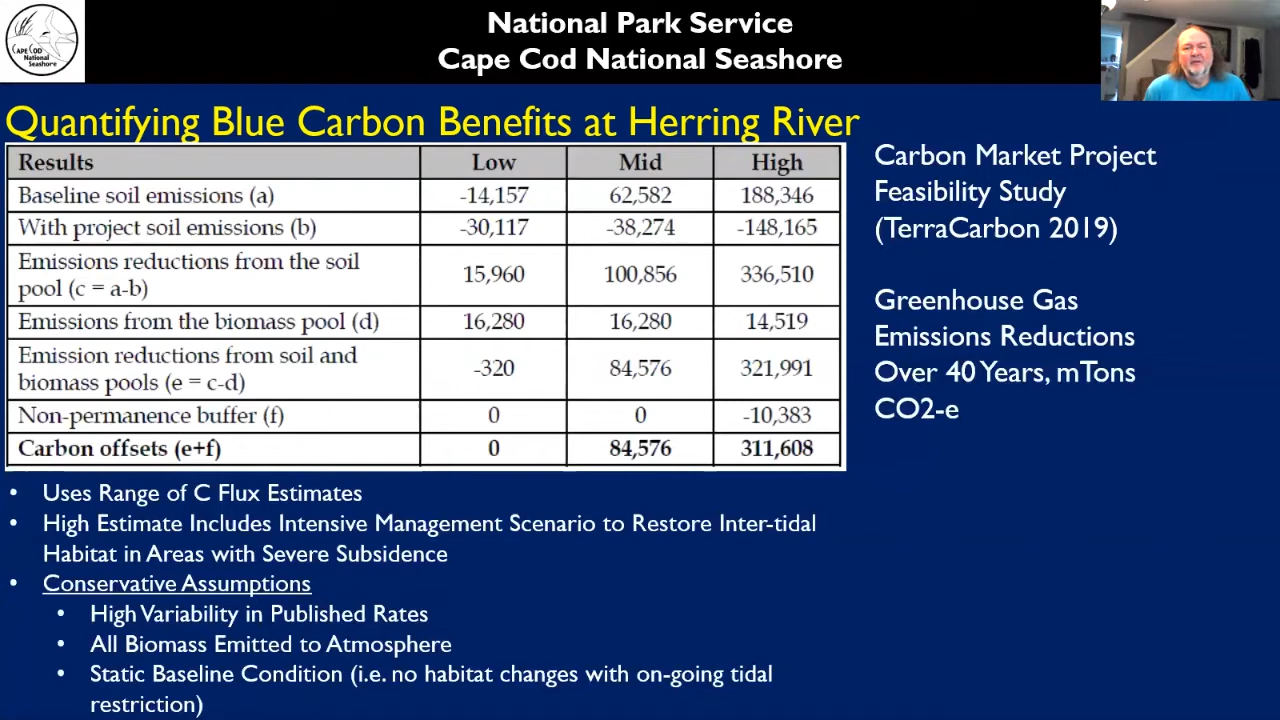 National Park Service
Cape Cod National Seashore
CAPE COD
National
Seashore
Quantifying Blue Carbon Benefits at Herring River
Results Low Mid High
Baseline soil emissions (a) -14,157 62,582 188,346
With project soil emissions (b) -30,117 -38,274 -148,165
Emissions reductions from the soil
pool (c = a-b) 15,960 100,856 336,510
Emissions from the biomass pool (d) 16,280 16,280 14,519
Emission reductions from soil and
biomass pools (e = c-d) -320 84,576 321,991
Non-permanence buffer (f) 0 0 -10,383
Carbon offsets (e+f) 0 84,576 311,608
Carbon Market Project
Feasibility Study
(TerraCarbon 2019)
Greenhouse Gas
Emissions Reductions
Over 40 Years, mTons
CO2-e
• Uses Range of C Flux Estimates
• High Estimate Includes Intensive Management Scenario to Restore Inter-tidal
Habitat in Areas with Severe Subsidence
• Conservative Assumptions
• High Variability in Published Rates
• All Biomass Emitted to Atmosphere
• Static Baseline Condition (i.e. no habitat changes with on-going tidal
restriction)